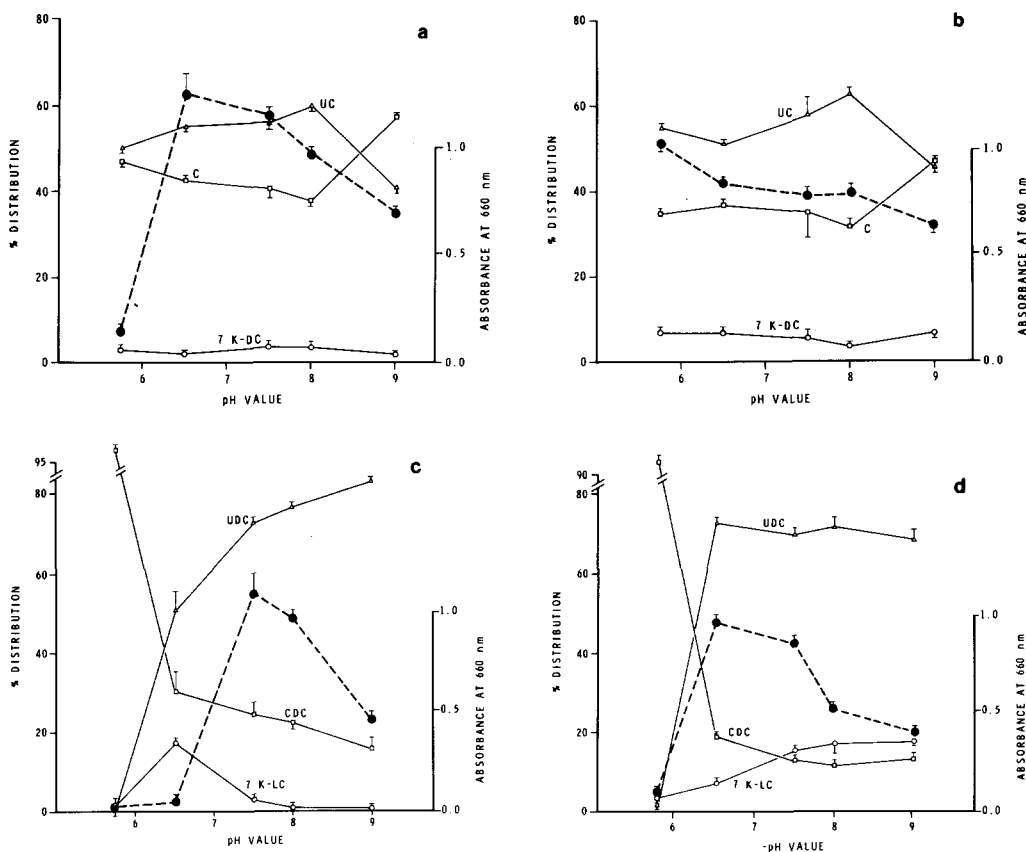 a
80
60
40
20
0
% DISTRIBUTION
UC
C
7 K-DC
1.0
0.5
0.0
ABSORBANCE AT 660 nm
6 7 8 9
pH VALUE
b
80
60
40
20
0
% DISTRIBUTION
UC
C
7 K-DC
1.0
0.5
0.0
ABSORBANCE AT 660 nm
6 7 8 9
pH VALUE
c
95
80
60
40
20
0
% DISTRIBUTION
UDC
CDC
7 K-LC
1.0
0.5
0.0
ABSORBANCE AT 660 nm
6 7 8 9
pH VALUE
d
90
80
60
40
20
0
% DISTRIBUTION
UDC
CDC
7 K-LC
1.0
0.5
0.0
ABSORBANCE AT 660 nm
6 7 8 9
-pH VALUE